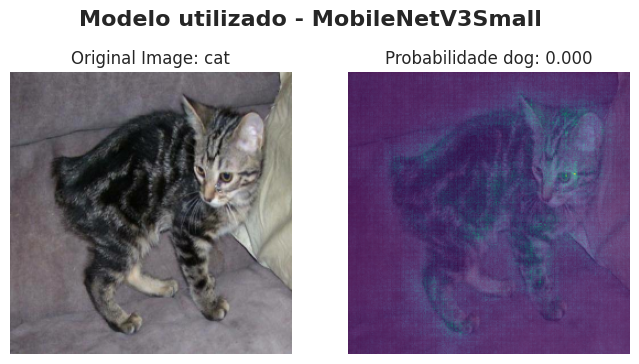 Modelo utilizado - MobileNetV3Small
Original Image: cat
Probabilidade dog: 0.000